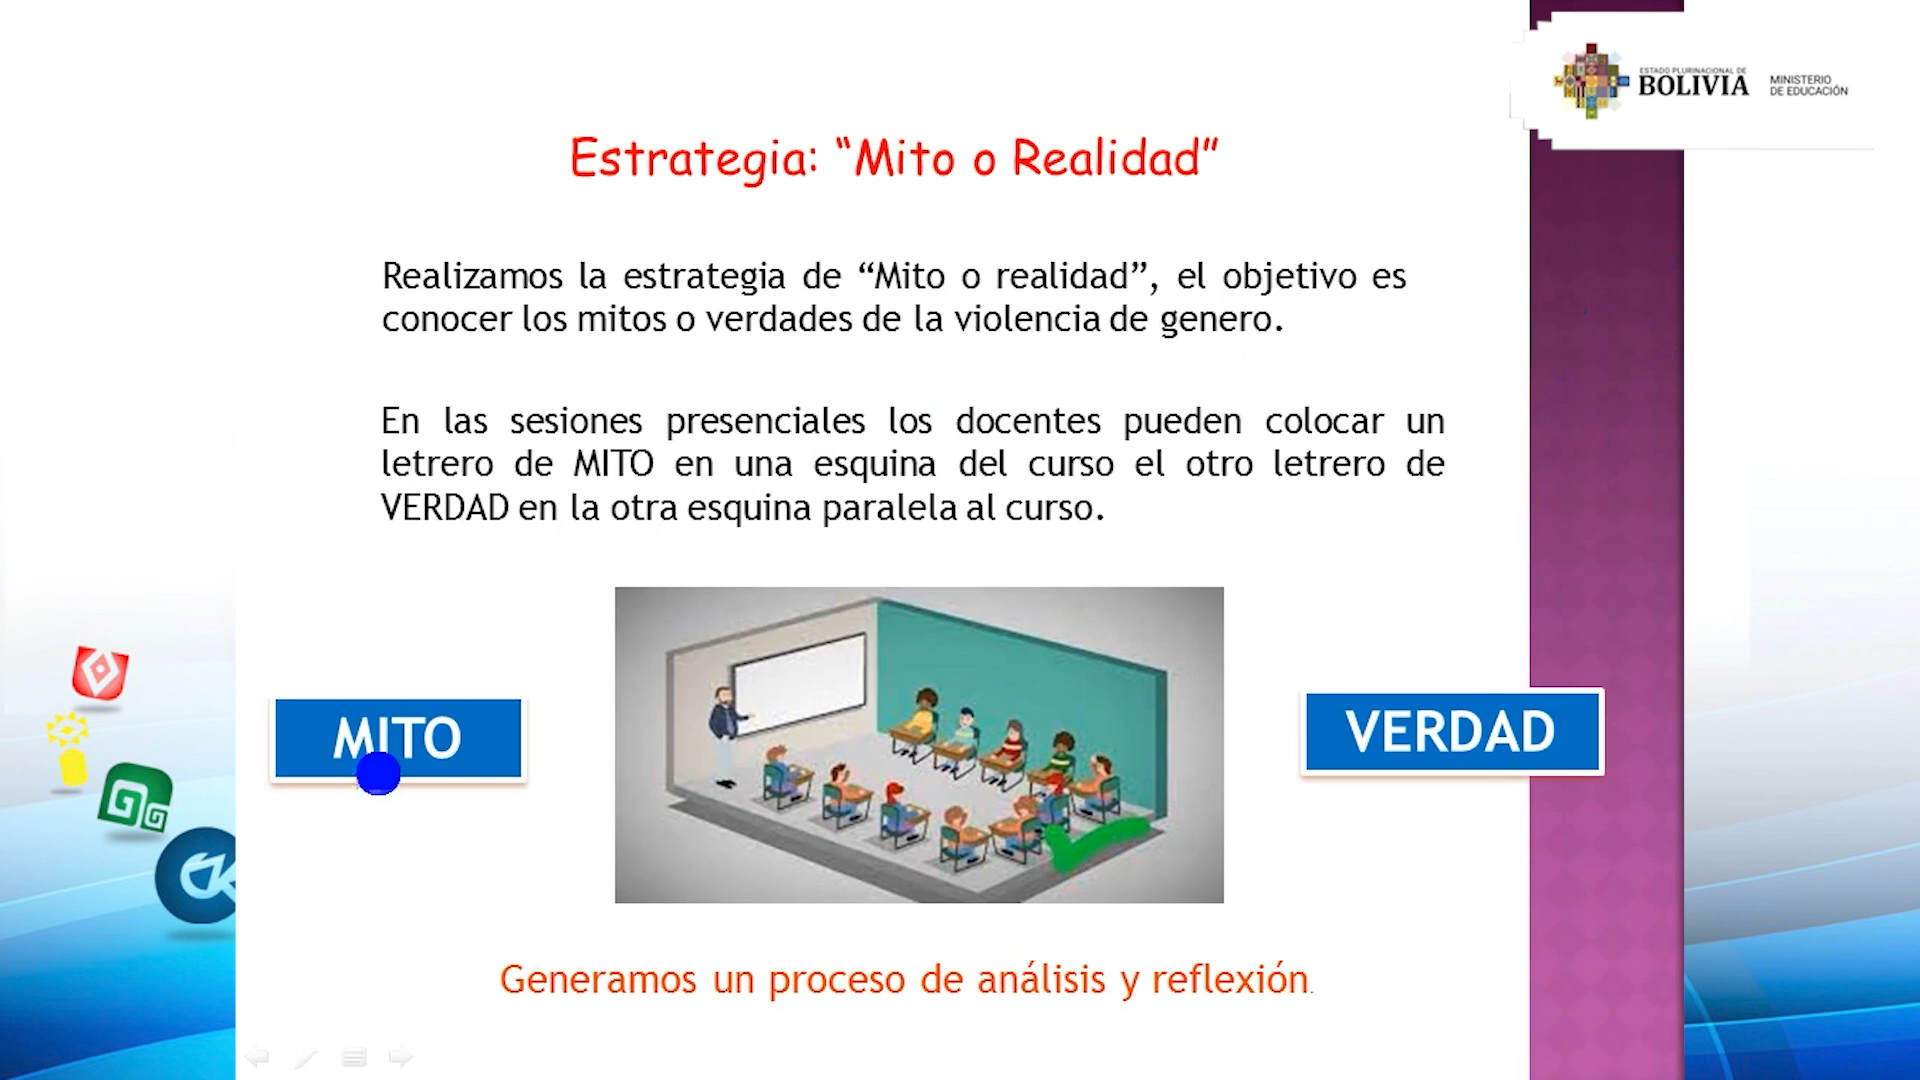 ESTADO PLURINACIONAL DE
BOLIVIA
MINISTERIO
DE EDUCACIÓN
Estrategia: “Mito o Realidad”
Realizamos la estrategia de “Mito o realidad”, el objetivo es
conocer los mitos o verdades de la violencia de genero.
En las sesiones presenciales los docentes pueden colocar un
letrero de MITO en una esquina del curso el otro letrero de
VERDAD en la otra esquina paralela al curso.
MITO
VERDAD
Generamos un proceso de análisis y reflexión.